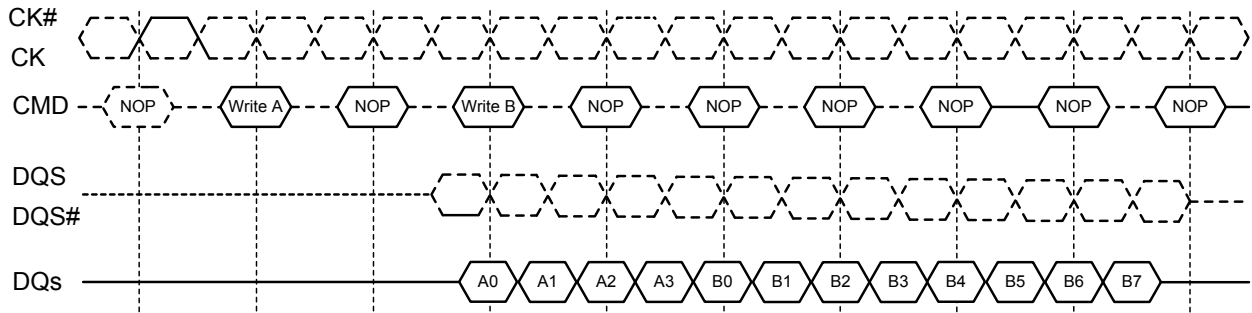 CK#
CK
CMD NOP Write A NOP Write B NOP NOP NOP NOP NOP NOP
DQS
DQS#
DQs A0 A1 A2 A3 B0 B1 B2 B3 B4 B5 B6 B7